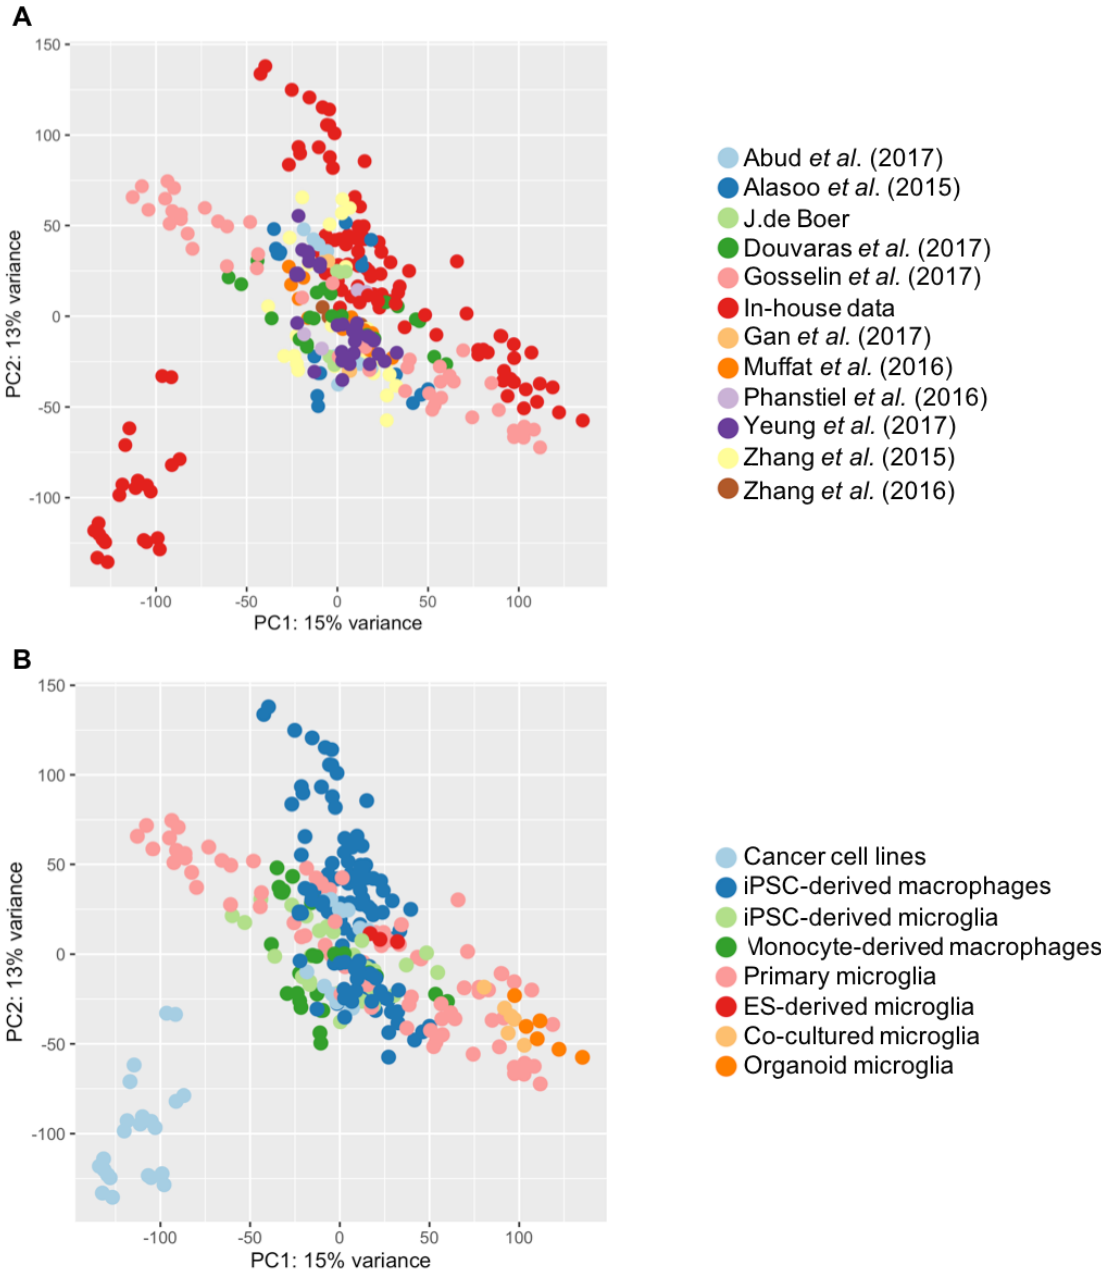 A
150
100
50
0
-50
-100
PC2: 13% variance
-100 -50 0 50 100
PC1: 15% variance
Abud et al. (2017)
Alasoo et al. (2015)
J.de Boer
Douvaras et al. (2017)
Gosselin et al. (2017)
In-house data
Gan et al. (2017)
Muffat et al. (2016)
Phanstiel et al. (2016)
Yeung et al. (2017)
Zhang et al. (2015)
Zhang et al. (2016)
B
150
100
50
0
-50
-100
PC2: 13% variance
-100 -50 0 50 100
PC1: 15% variance
Cancer cell lines
iPSC-derived macrophages
iPSC-derived microglia
Monocyte-derived macrophages
Primary microglia
ES-derived microglia
Co-cultured microglia
Organoid microglia